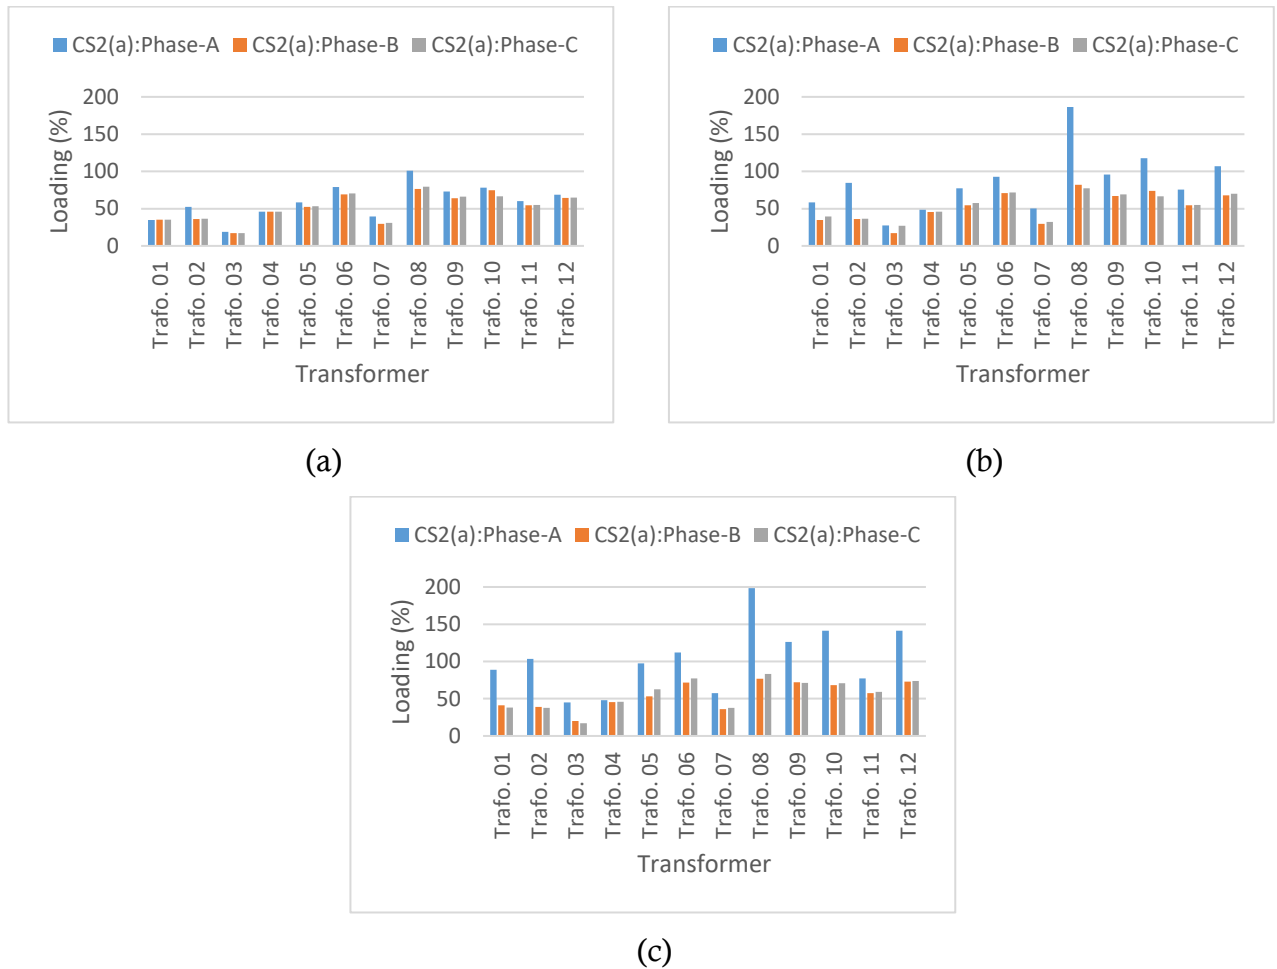 CS2(a):Phase-A CS2(a):Phase-B CS2(a):Phase-C
200
150
100
50
0
Loading (%)
Trafo. 01
Trafo. 02
Trafo. 03
Trafo. 04
Trafo. 05
Trafo. 06
Trafo. 07
Trafo. 08
Trafo. 09
Trafo. 10
Trafo. 11
Trafo. 12
Transformer
(a)
CS2(a):Phase-A CS2(a):Phase-B CS2(a):Phase-C
200
150
100
50
0
Loading (%)
Trafo. 01
Trafo. 02
Trafo. 03
Trafo. 04
Trafo. 05
Trafo. 06
Trafo. 07
Trafo. 08
Trafo. 09
Trafo. 10
Trafo. 11
Trafo. 12
Transformer
(b)
CS2(a):Phase-A CS2(a):Phase-B CS2(a):Phase-C
200
150
100
50
0
Loading (%)
Trafo. 01
Trafo. 02
Trafo. 03
Trafo. 04
Trafo. 05
Trafo. 06
Trafo. 07
Trafo. 08
Trafo. 09
Trafo. 10
Trafo. 11
Trafo. 12
Transformer
(c)